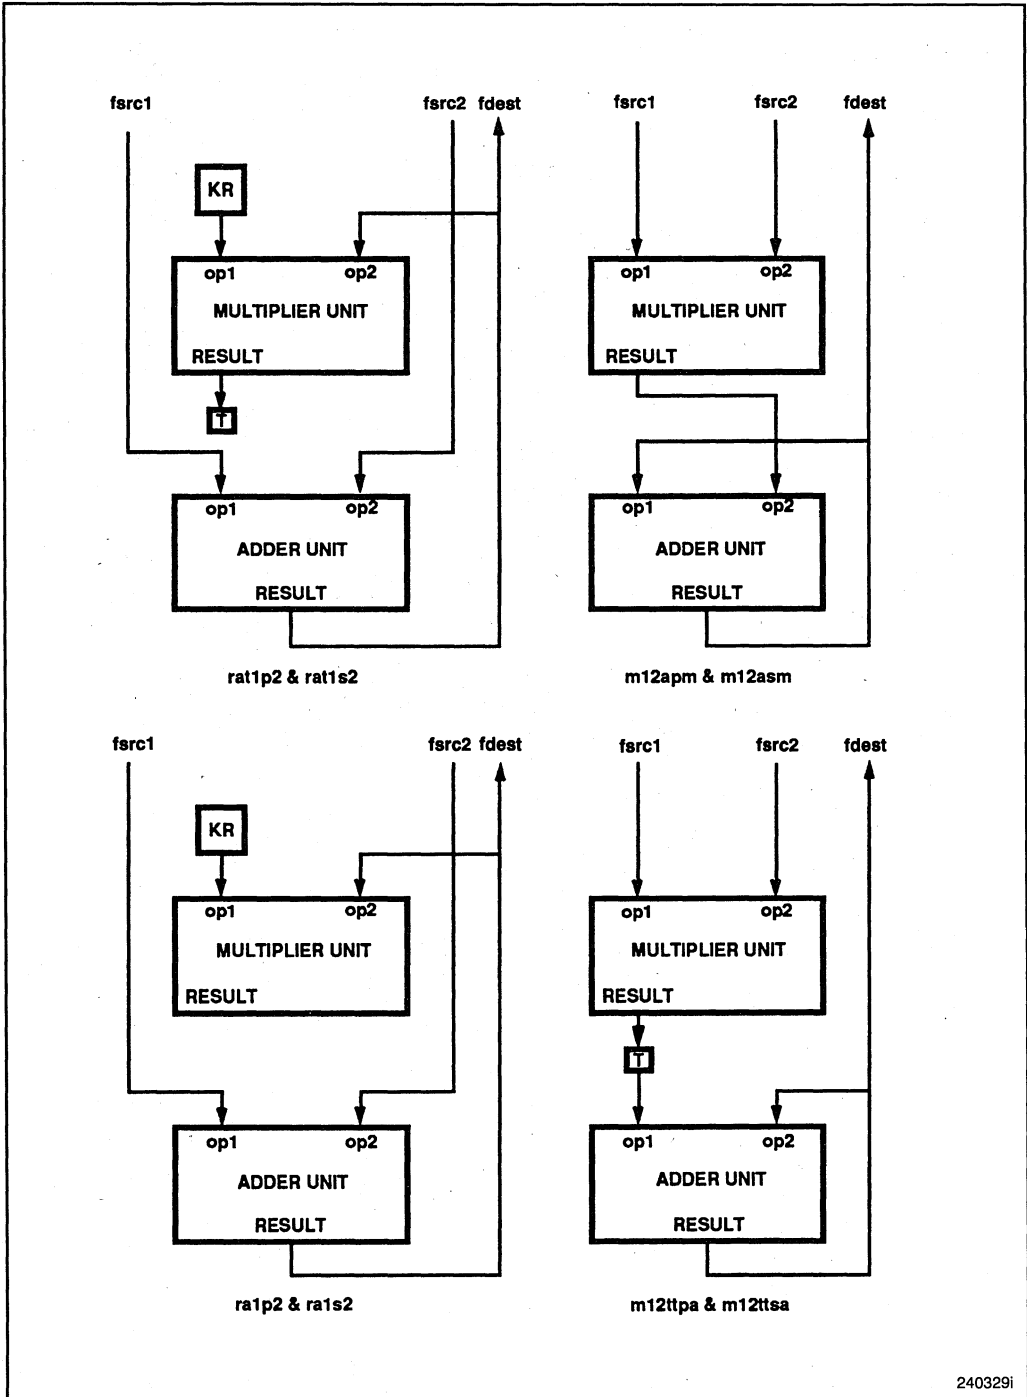 fsrc1 fsrc2 fdest
KR
op1 op2
MULTIPLIER UNIT
RESULT
T
op1 op2
ADDER UNIT
RESULT
rat1p2 & rat1s2
fsrc1 fsrc2 fdest
op1 op2
MULTIPLIER UNIT
RESULT
op1 op2
ADDER UNIT
RESULT
m12apm & m12asm
fsrc1 fsrc2 fdest
KR
op1 op2
MULTIPLIER UNIT
RESULT
op1 op2
ADDER UNIT
RESULT
ra1p2 & ra1s2
fsrc1 fsrc2 fdest
op1 op2
MULTIPLIER UNIT
RESULT
T
op1 op2
ADDER UNIT
RESULT
m12ttpa & m12ttsa
240329i